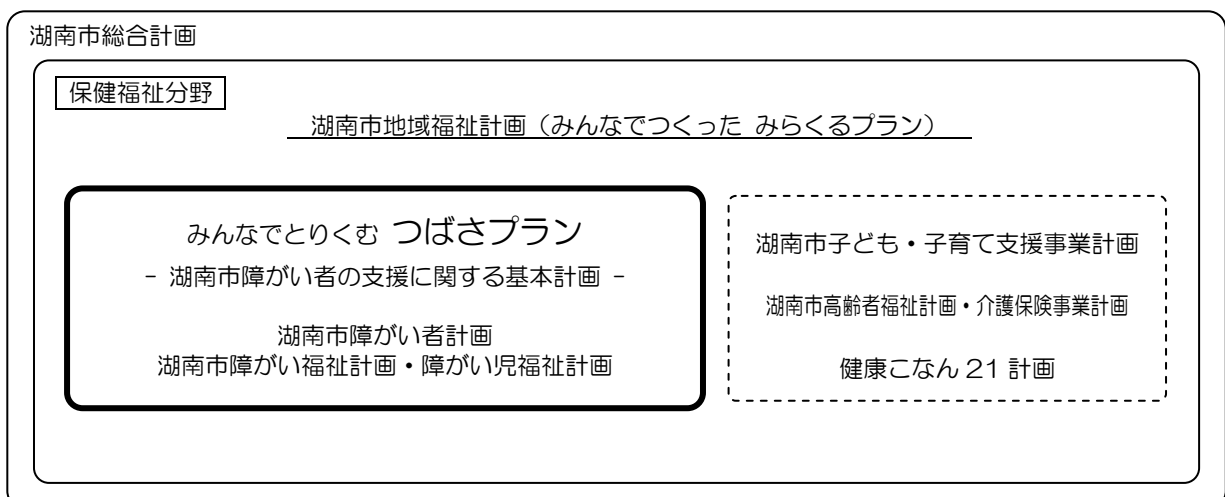 湖南市総合計画
保健福祉分野
湖南市地域福祉計画（みんなでつくった みらくるプラン）
みんなでとりくむ つばさプラン
- 湖南市障がい者の支援に関する基本計画 -
湖南市障がい者計画
湖南市障がい福祉計画・障がい児福祉計画
湖南市子ども・子育て支援事業計画
湖南市高齢者福祉計画・介護保険事業計画
健康こなん 21 計画